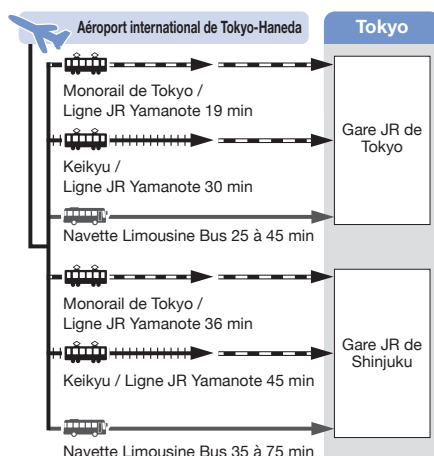 Aéroport international de Tokyo-Haneda
Tokyo
Monorail de Tokyo /
Ligne JR Yamanote 19 min
Keikyu /
Ligne JR Yamanote 30 min
Navette Limousine Bus 25 à 45 min
Gare JR de
Tokyo
Monorail de Tokyo /
Ligne JR Yamanote 36 min
Keikyu / Ligne JR Yamanote 45 min
Navette Limousine Bus 35 à 75 min
Gare JR de
Shinjuku